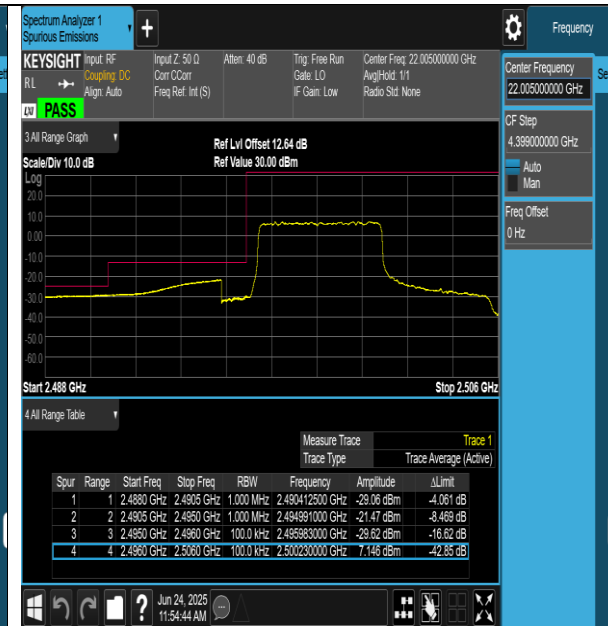 Spectrum Analyzer 1
Spurious Emissions
+
Frequency
KEYSIGHT Input: RF Input Z: 50 Ω Atten: 40 dB Trig: Free Run Center Freq: 22.005000000 GHz
RL Coupling: DC Corr CCorr Gate: LO Avg|Hold: 1/1
Align: Auto Freq Ref: Int (S) IF Gain: Low Radio Std: None
LXI PASS
Center Frequency
22.005000000 GHz
CF Step
4.399000000 GHz
Auto
Man
Freq Offset
0 Hz
3 All Range Graph
Ref Lvl Offset 12.64 dB
Scale/Div 10.0 dB Ref Value 30.00 dBm
Log
20.0
10.0
0.00
-10.0
-20.0
-30.0
-40.0
-50.0
-60.0
Start 2.488 GHz Stop 2.506 GHz
4 All Range Table
Measure Trace Trace 1
Trace Type Trace Average (Active)
Spur Range Start Freq Stop Freq RBW Frequency Amplitude ΔLimit
1 1 2.4880 GHz 2.4905 GHz 1.000 MHz 2.490412500 GHz -29.06 dBm -4.061 dB
2 2 2.4905 GHz 2.4950 GHz 1.000 MHz 2.494991000 GHz -21.47 dBm -8.469 dB
3 3 2.4950 GHz 2.4960 GHz 100.0 kHz 2.495983000 GHz -29.62 dBm -16.62 dB
4 4 2.4960 GHz 2.5060 GHz 100.0 kHz 2.500230000 GHz 7.146 dBm -42.85 dB
? Jun 24, 2025
11:54:44 AM